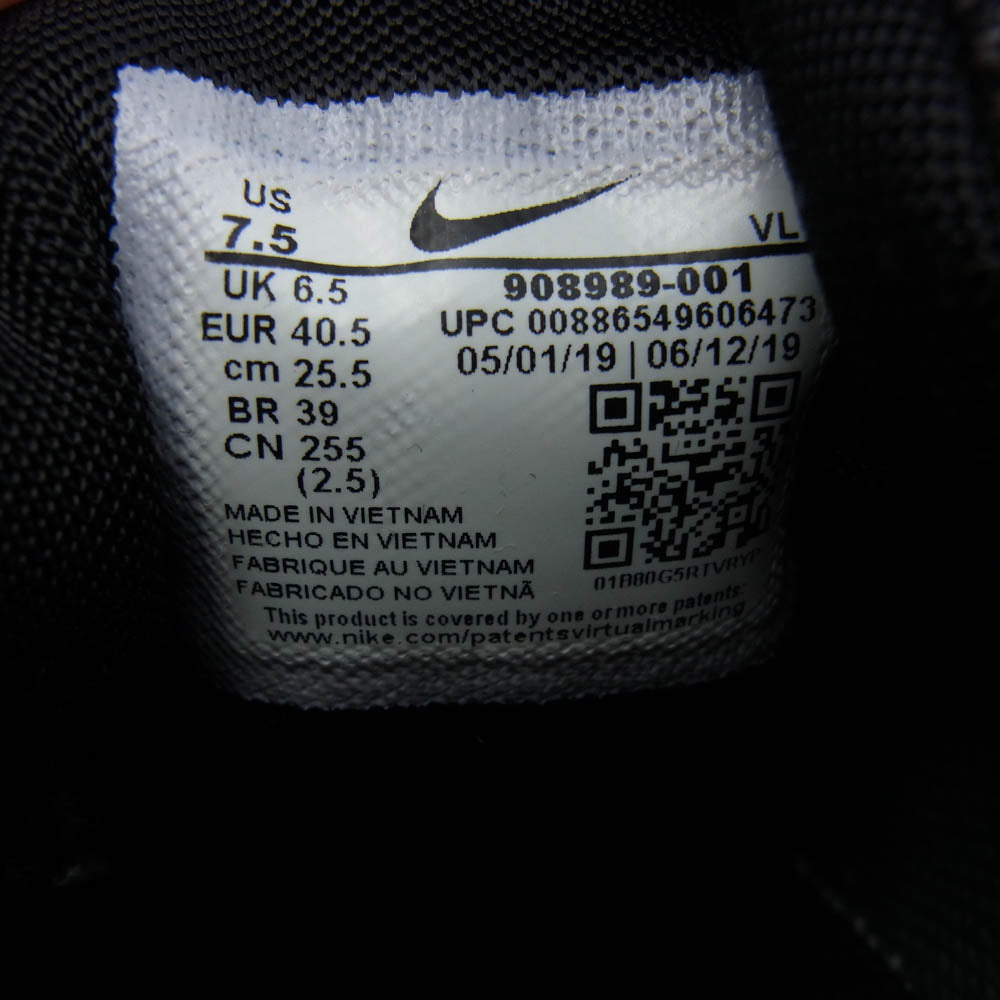 US
7.5
VL
UK 6.5
908989-001
EUR 40.5
UPC 00886549606473
cm 25.5
05/01/19 | 06/12/19
BR 39
CN 255
(2.5)
MADE IN VIETNAM
HECHO EN VIETNAM
FABRIQUE AU VIETNAM
FABRICADO NO VIETNÃ
This product is covered by one or more patents:
www.nike.com/patentsvirtualmarking